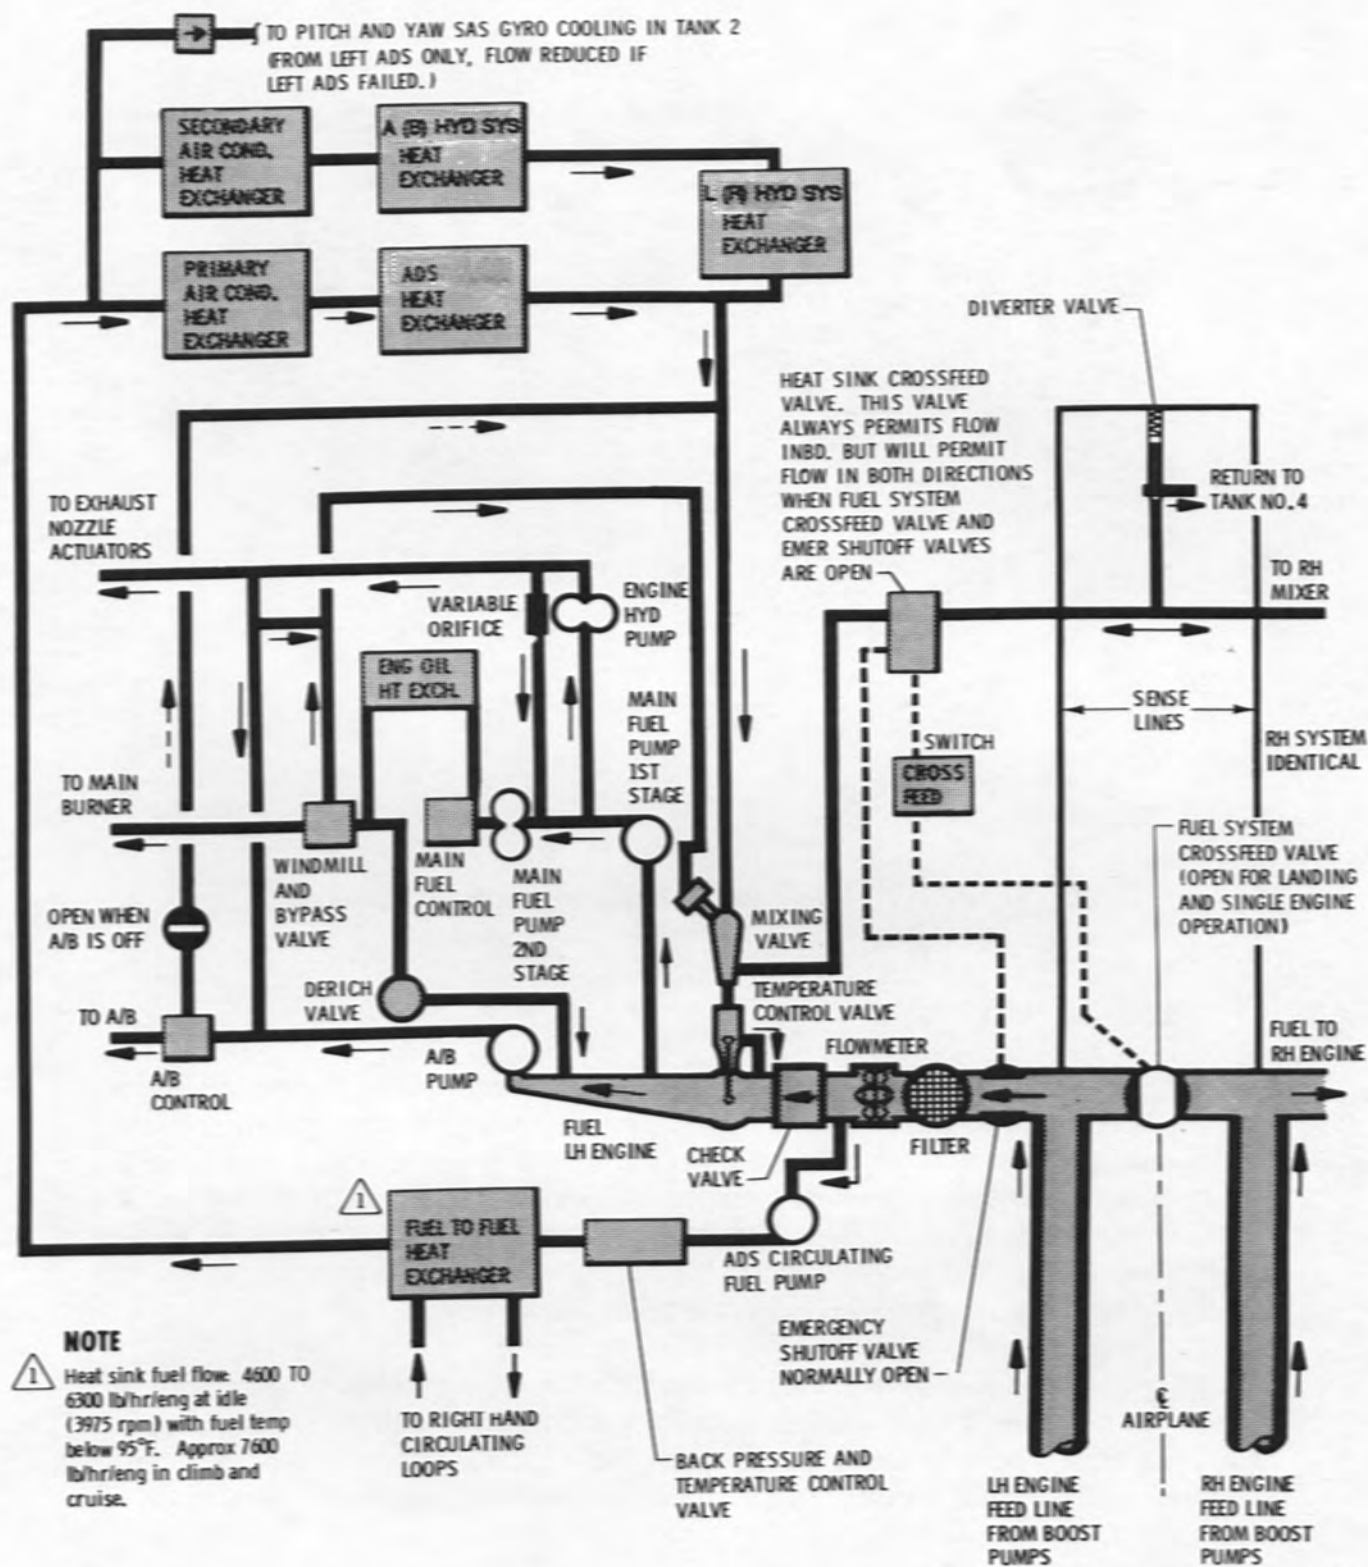 TO PITCH AND YAW SAS GYRO COOLING IN TANK 2
(FROM LEFT ADS ONLY, FLOW REDUCED IF
LEFT ADS FAILED.)
SECONDARY
AIR COND.
HEAT
EXCHANGER
A (B) HYD SYS
HEAT
EXCHANGER
L (R) HYD SYS
HEAT
EXCHANGER
PRIMARY
AIR COND.
HEAT
EXCHANGER
ADS
HEAT
EXCHANGER
DIVERTER VALVE
HEAT SINK CROSSFEED
VALVE. THIS VALVE
ALWAYS PERMITS FLOW
INBD. BUT WILL PERMIT
FLOW IN BOTH DIRECTIONS
WHEN FUEL SYSTEM
CROSSFEED VALVE AND
EMER SHUTOFF VALVES
ARE OPEN
RETURN TO
TANK NO. 4
TO EXHAUST
NOZZLE
ACTUATORS
VARIABLE
ORIFICE
ENGINE
HYD
PUMP
TO RH
MIXER
ENG OIL
HT EXCH.
MAIN
FUEL
PUMP
1ST
STAGE
SENSE
LINES
RH SYSTEM
IDENTICAL
SWITCH
CROSS
FEED
TO MAIN
BURNER
WINDMILL
AND
BYPASS
VALVE
MAIN
FUEL
CONTROL
MAIN
FUEL
PUMP
2ND
STAGE
FUEL SYSTEM
CROSSFEED VALVE
(OPEN FOR LANDING
AND SINGLE ENGINE
OPERATION)
OPEN WHEN
A/B IS OFF
MIXING
VALVE
DERICH
VALVE
TEMPERATURE
CONTROL VALVE
TO A/B
A/B
CONTROL
A/B
PUMP
FLOWMETER
FUEL TO
RH ENGINE
FUEL
LH ENGINE
CHECK
VALVE
FILTER
1
FUEL TO FUEL
HEAT
EXCHANGER
ADS CIRCULATING
FUEL PUMP
EMERGENCY
SHUTOFF VALVE
NORMALLY OPEN
NOTE
1 Heat sink fuel flow 4600 TO
6300 lb/hr/eng at idle
(3975 rpm) with fuel temp
below 95°F. Approx 7600
lb/hr/eng in climb and
cruise.
TO RIGHT HAND
CIRCULATING
LOOPS
BACK PRESSURE AND
TEMPERATURE CONTROL
VALVE
℄
AIRPLANE
LH ENGINE
FEED LINE
FROM BOOST
PUMPS
RH ENGINE
FEED LINE
FROM BOOST
PUMPS